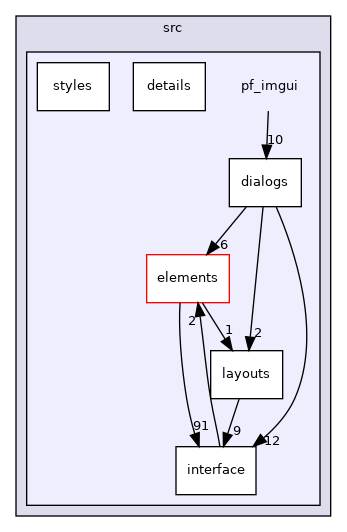 src
styles
details
pf_imgui
10
dialogs
6
elements
2
1
2
layouts
91
9
12
interface